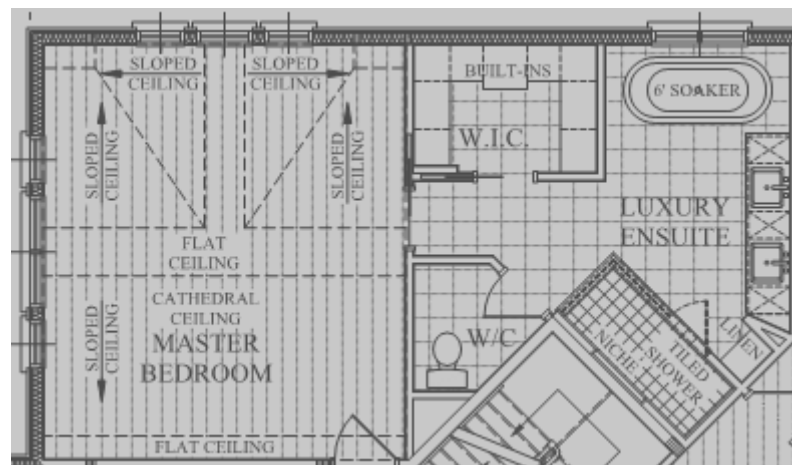 SLOPED
CEILING
SLOPED
CEILING
BUILT-INS
6' SOAKER
W.I.C.
SLOPED
CEILING
SLOPED
CEILING
LUXURY
ENSUITE
FLAT
CEILING
CATHEDRAL
CEILING
MASTER
BEDROOM
SLOPED
CEILING
W/C
NICHE
TILED
SHOWER
LINEN
FLAT CEILING